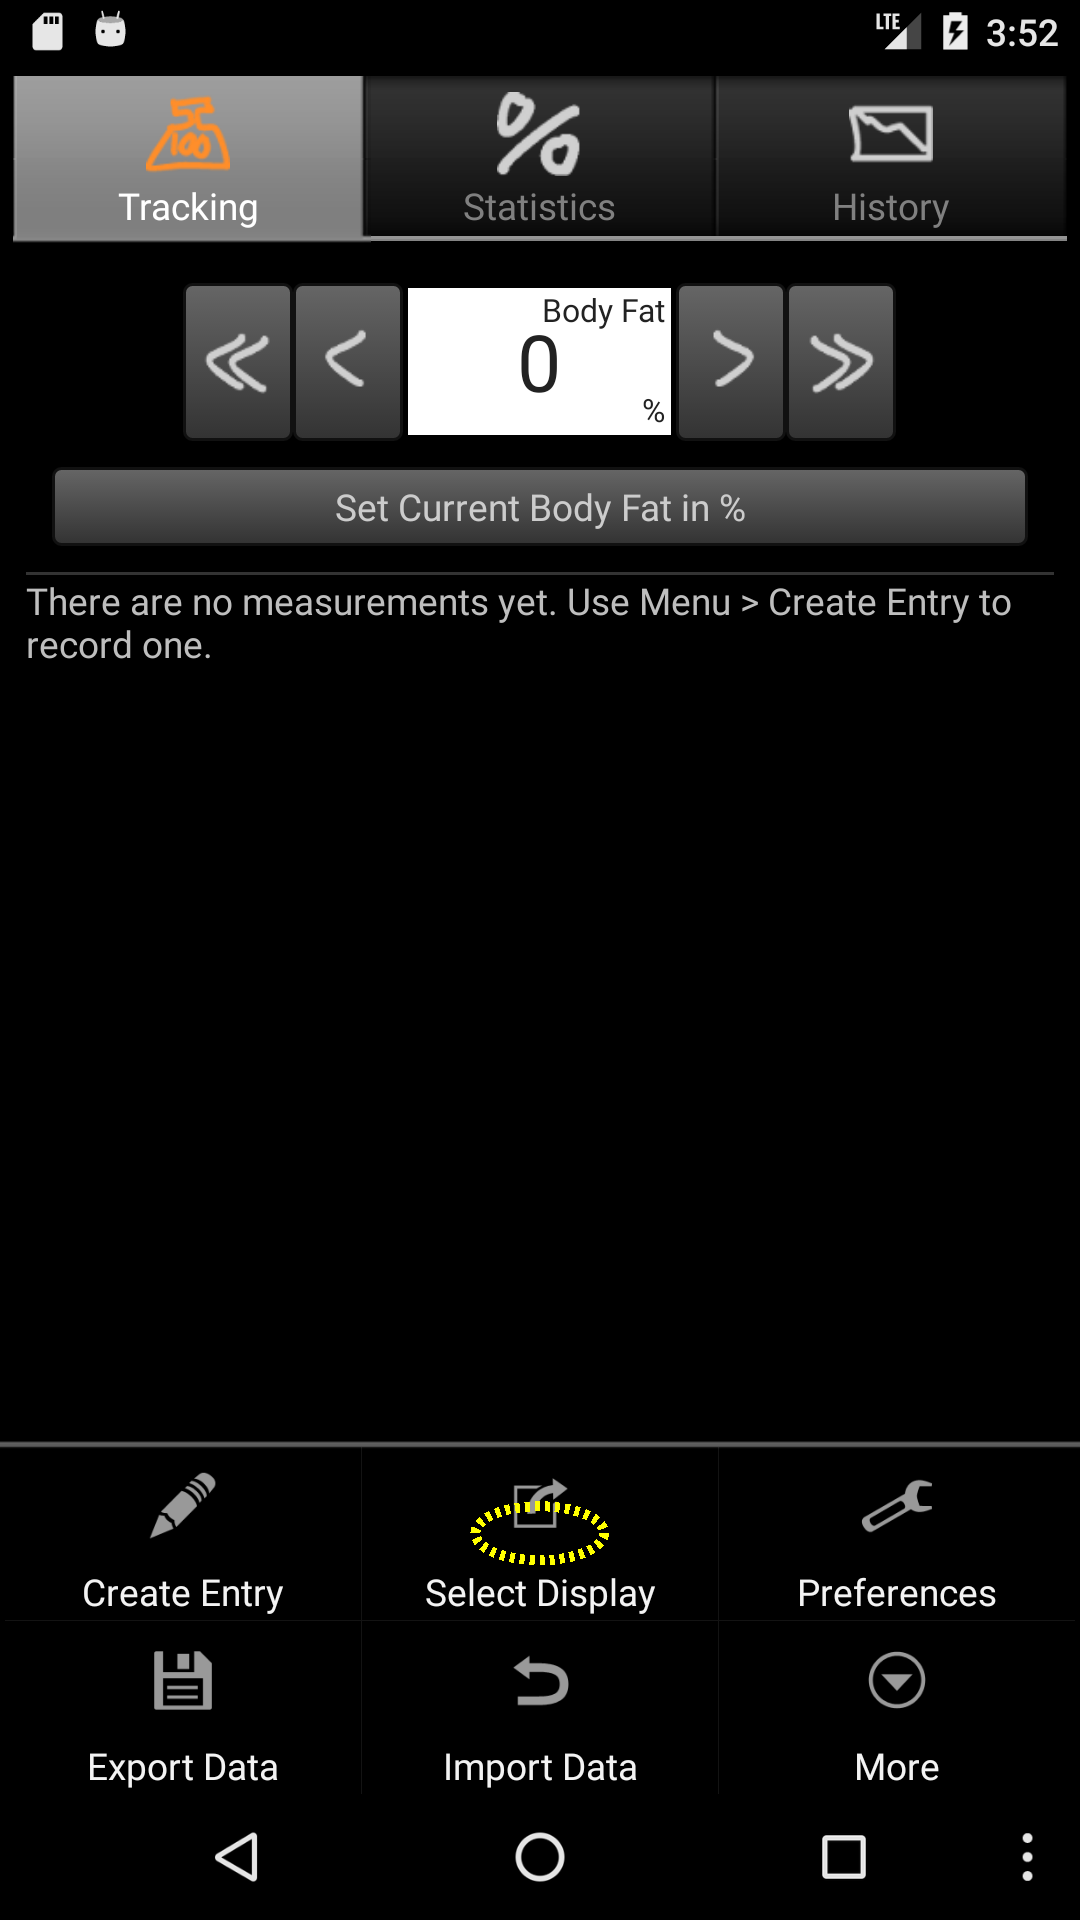 LTE 3:52
100
Tracking
Statistics
History
Body Fat
0
%
Set Current Body Fat in %
There are no measurements yet. Use Menu > Create Entry to
record one.
Create Entry
Select Display
Preferences
Export Data
Import Data
More